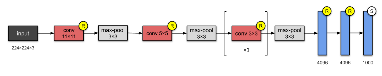 input
conv
11×11
R
max-pool
3×3
conv 5×5
R
max-pool
3×3
conv 3×3
R
×3
max-pool
3×3
R
R
S
224×224×3
4096
4096
1000